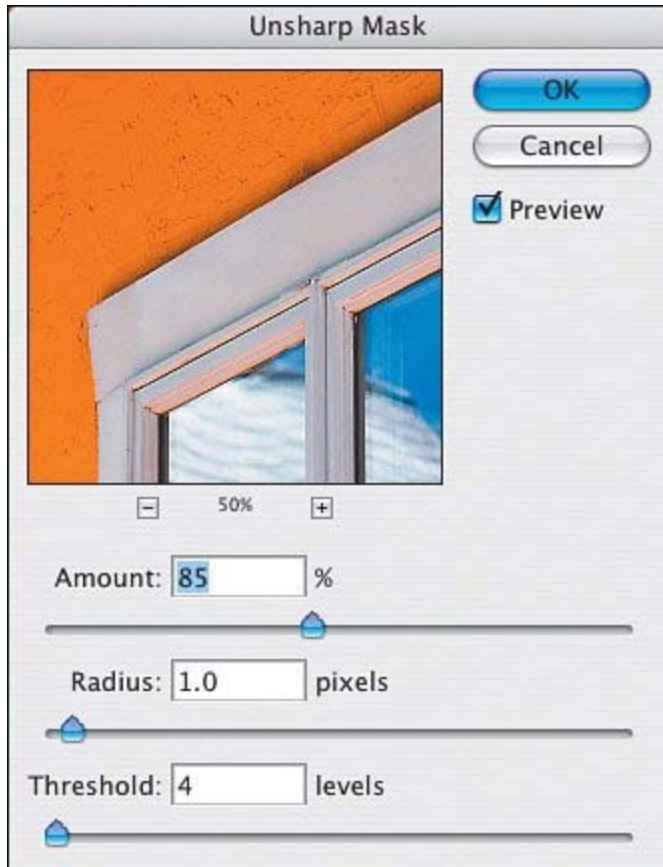 Unsharp Mask
OK
Cancel
Preview
50%
Amount: 85 %
Radius: 1.0 pixels
Threshold: 4 levels